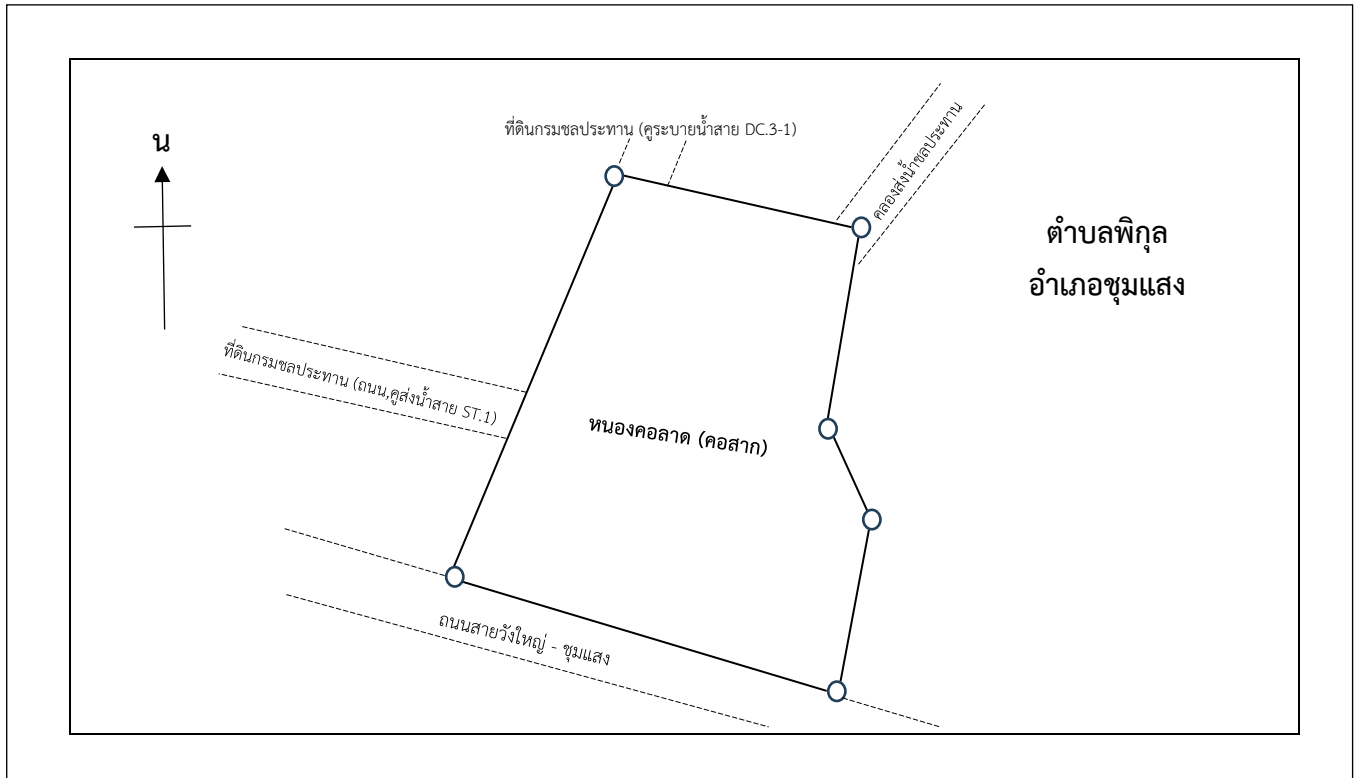 ที่ดินกรมชลประทาน (คูระบายน้ำสาย DC.3-1)
น
คลองส่งน้ำชลประทาน
ตำบลพิกุล
อำเภอชุมแสง
ที่ดินกรมชลประทาน (ถนน,คูส่งน้ำสาย ST.1)
หนองคอลาด (คอสาก)
ถนนสายวังใหญ่ - ชุมแสง